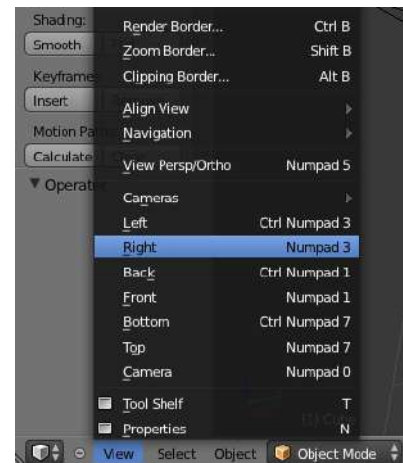 Shading:
Smooth
Render Border... Ctrl B
Zoom Border... Shift B
Keyframe
Clipping Border... Alt B
Insert
Align View
Motion Pa
Navigation
Calculate
View Persp/Ortho Numpad 5
Operat
Cameras
Left Ctrl Numpad 3
Right Numpad 3
Back Ctrl Numpad 1
Front Numpad 1
Bottom Ctrl Numpad 7
Top Numpad 7
Camera Numpad 0
Tool Shelf T
(1) Cube
Properties N
View Select Object Object Mode